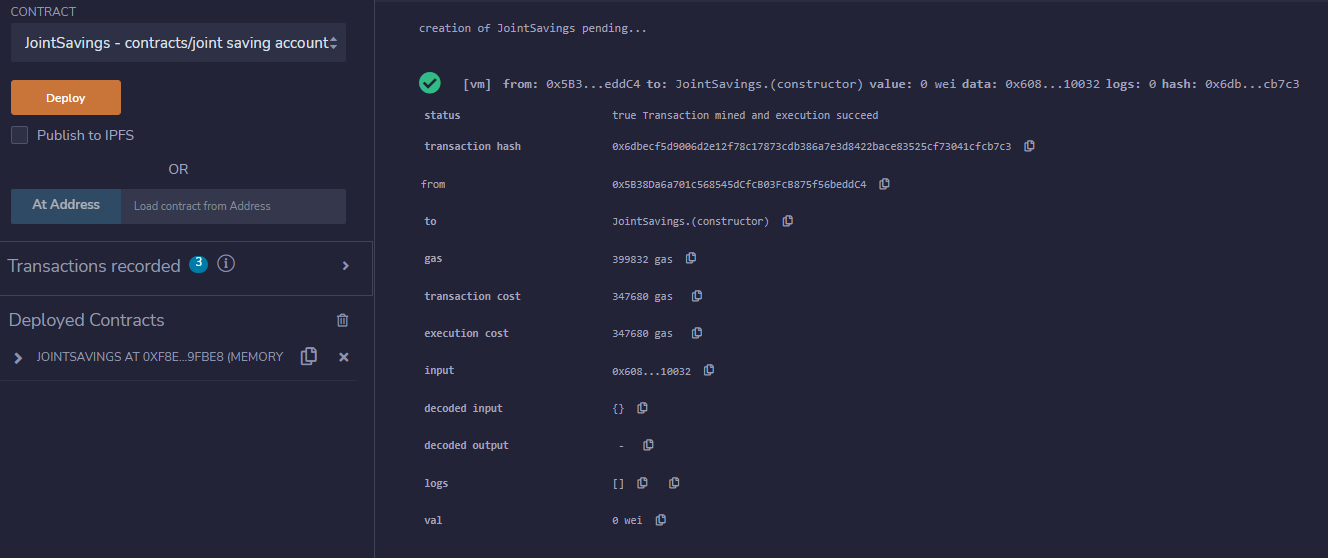 CONTRACT
JointSavings - contracts/joint saving account
Deploy
Publish to IPFS
OR
At Address
Load contract from Address
Transactions recorded 3 i
Deployed Contracts
JOINTSAVINGS AT 0XF8E...9FBE8 (MEMORY
creation of JointSavings pending...
[vm] from: 0x5B3...eddC4 to: JointSavings.(constructor) value: 0 wei data: 0x608...10032 logs: 0 hash: 0x6db...cb7c3
status true Transaction mined and execution succeed
transaction hash 0x6dbecf5d9006d2e12f78c17873cdb386a7e3d8422bace83525cf73041cfcb7c3
from 0x5B38Da6a701c568545dCfcB03FcB875f56beddC4
to JointSavings.(constructor)
gas 399832 gas
transaction cost 347680 gas
execution cost 347680 gas
input 0x608...10032
decoded input {}
decoded output -
logs []
val 0 wei